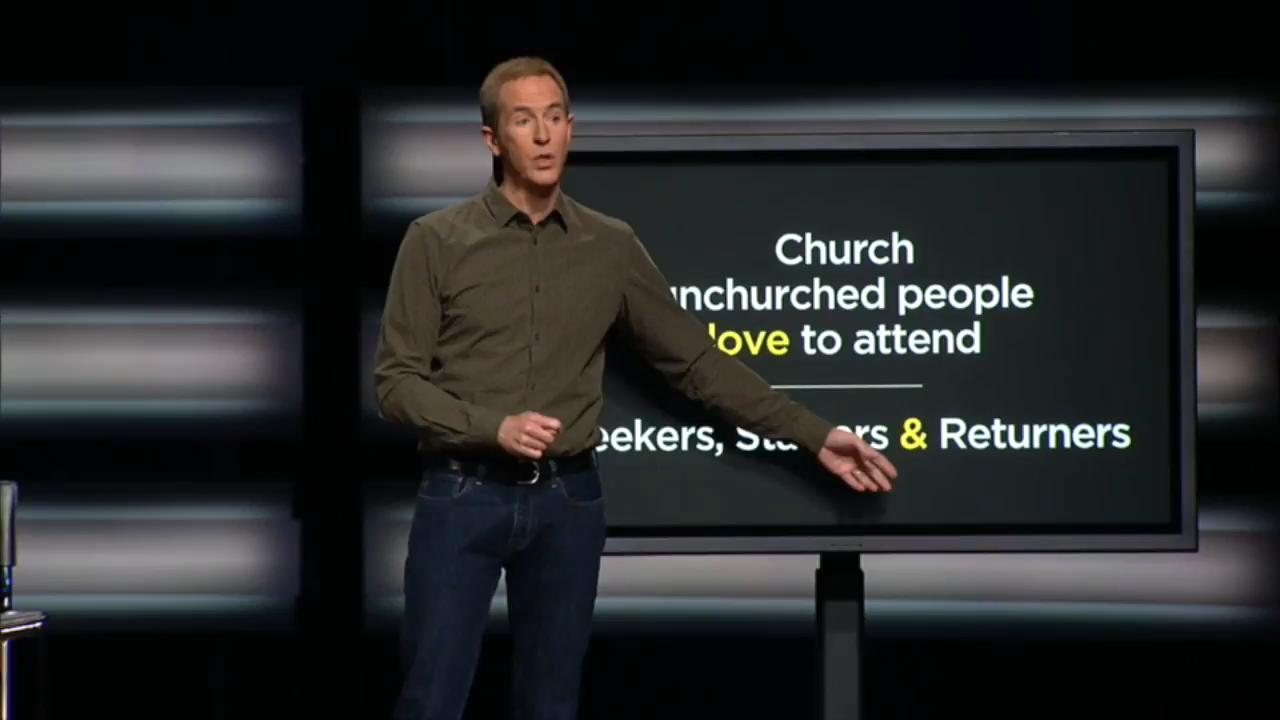 Church
unchurched people
love to attend
& Returners